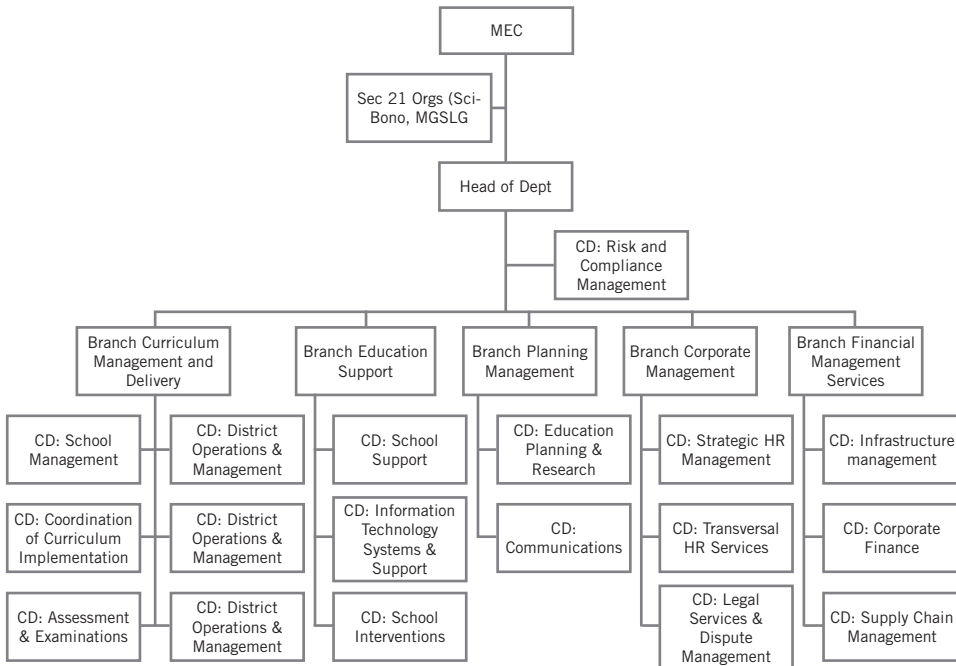 MEC
Sec 21 Orgs (Sci-
Bono, MGSLG
Head of Dept
CD: Risk and
Compliance
Management
Branch Curriculum
Management and
Delivery
Branch Education
Support
Branch Planning
Management
Branch Corporate
Management
Branch Financial
Management
Services
CD: School
Management
CD: District
Operations &
Management
CD: School
Support
CD: Education
Planning &
Research
CD: Strategic HR
Management
CD: Infrastructure
management
CD: Coordination
of Curriculum
Implementation
CD: District
Operations &
Management
CD: Information
Technology
Systems &
Support
CD:
Communications
CD: Transversal
HR Services
CD: Corporate
Finance
CD: Assessment
& Examinations
CD: District
Operations &
Management
CD: School
Interventions
CD: Legal
Services &
Dispute
Management
CD: Supply Chain
Management